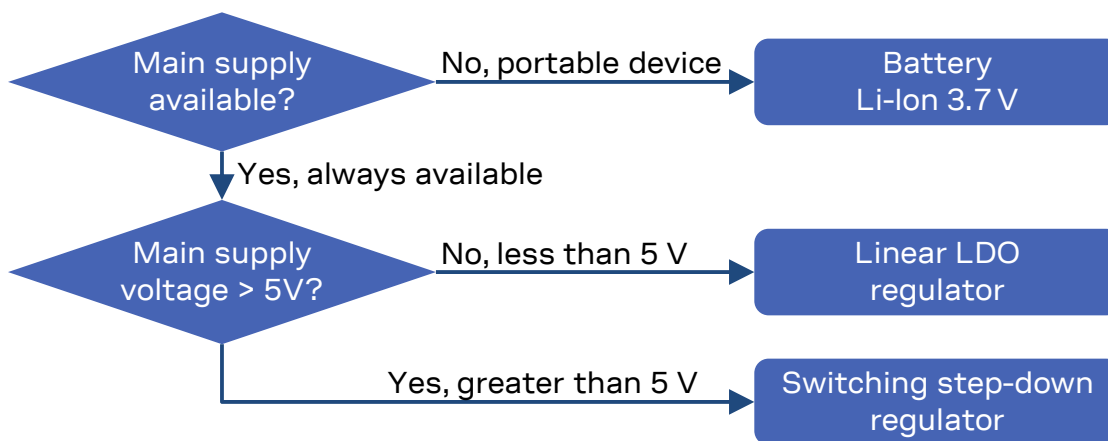 Main supply
available?
No, portable device
Battery
Li-Ion 3.7 V
Yes, always available
Main supply
voltage > 5V?
No, less than 5 V
Linear LDO
regulator
Yes, greater than 5 V
Switching step-down
regulator